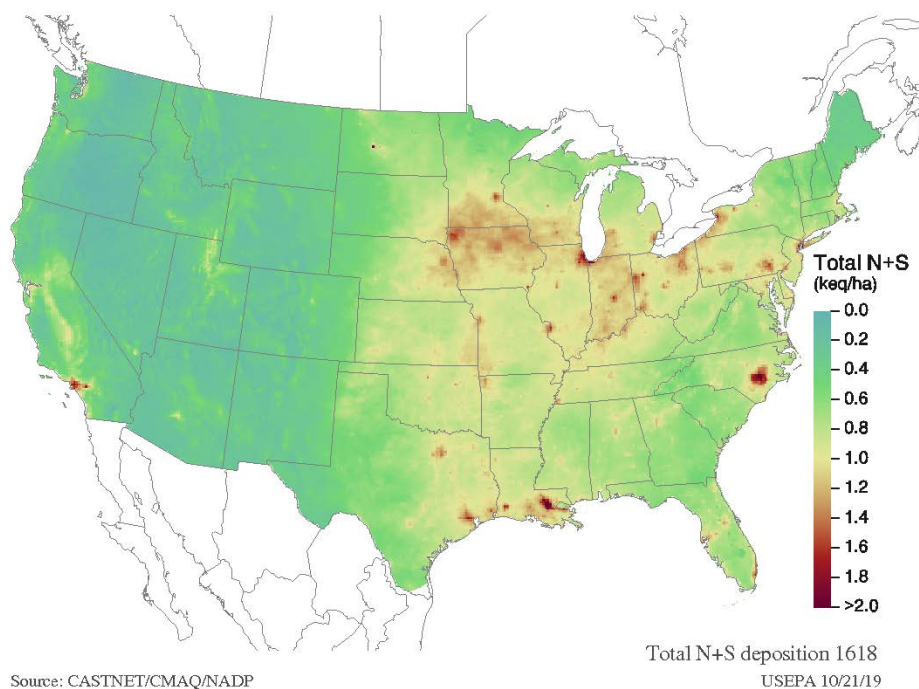 Total N+S
(keq/ha)
0.0
0.2
0.4
0.6
0.8
1.0
1.2
1.4
1.6
1.8
>2.0
Total N+S deposition 1618
Source: CASTNET/CMAQ/NADP
USEPA 10/21/19